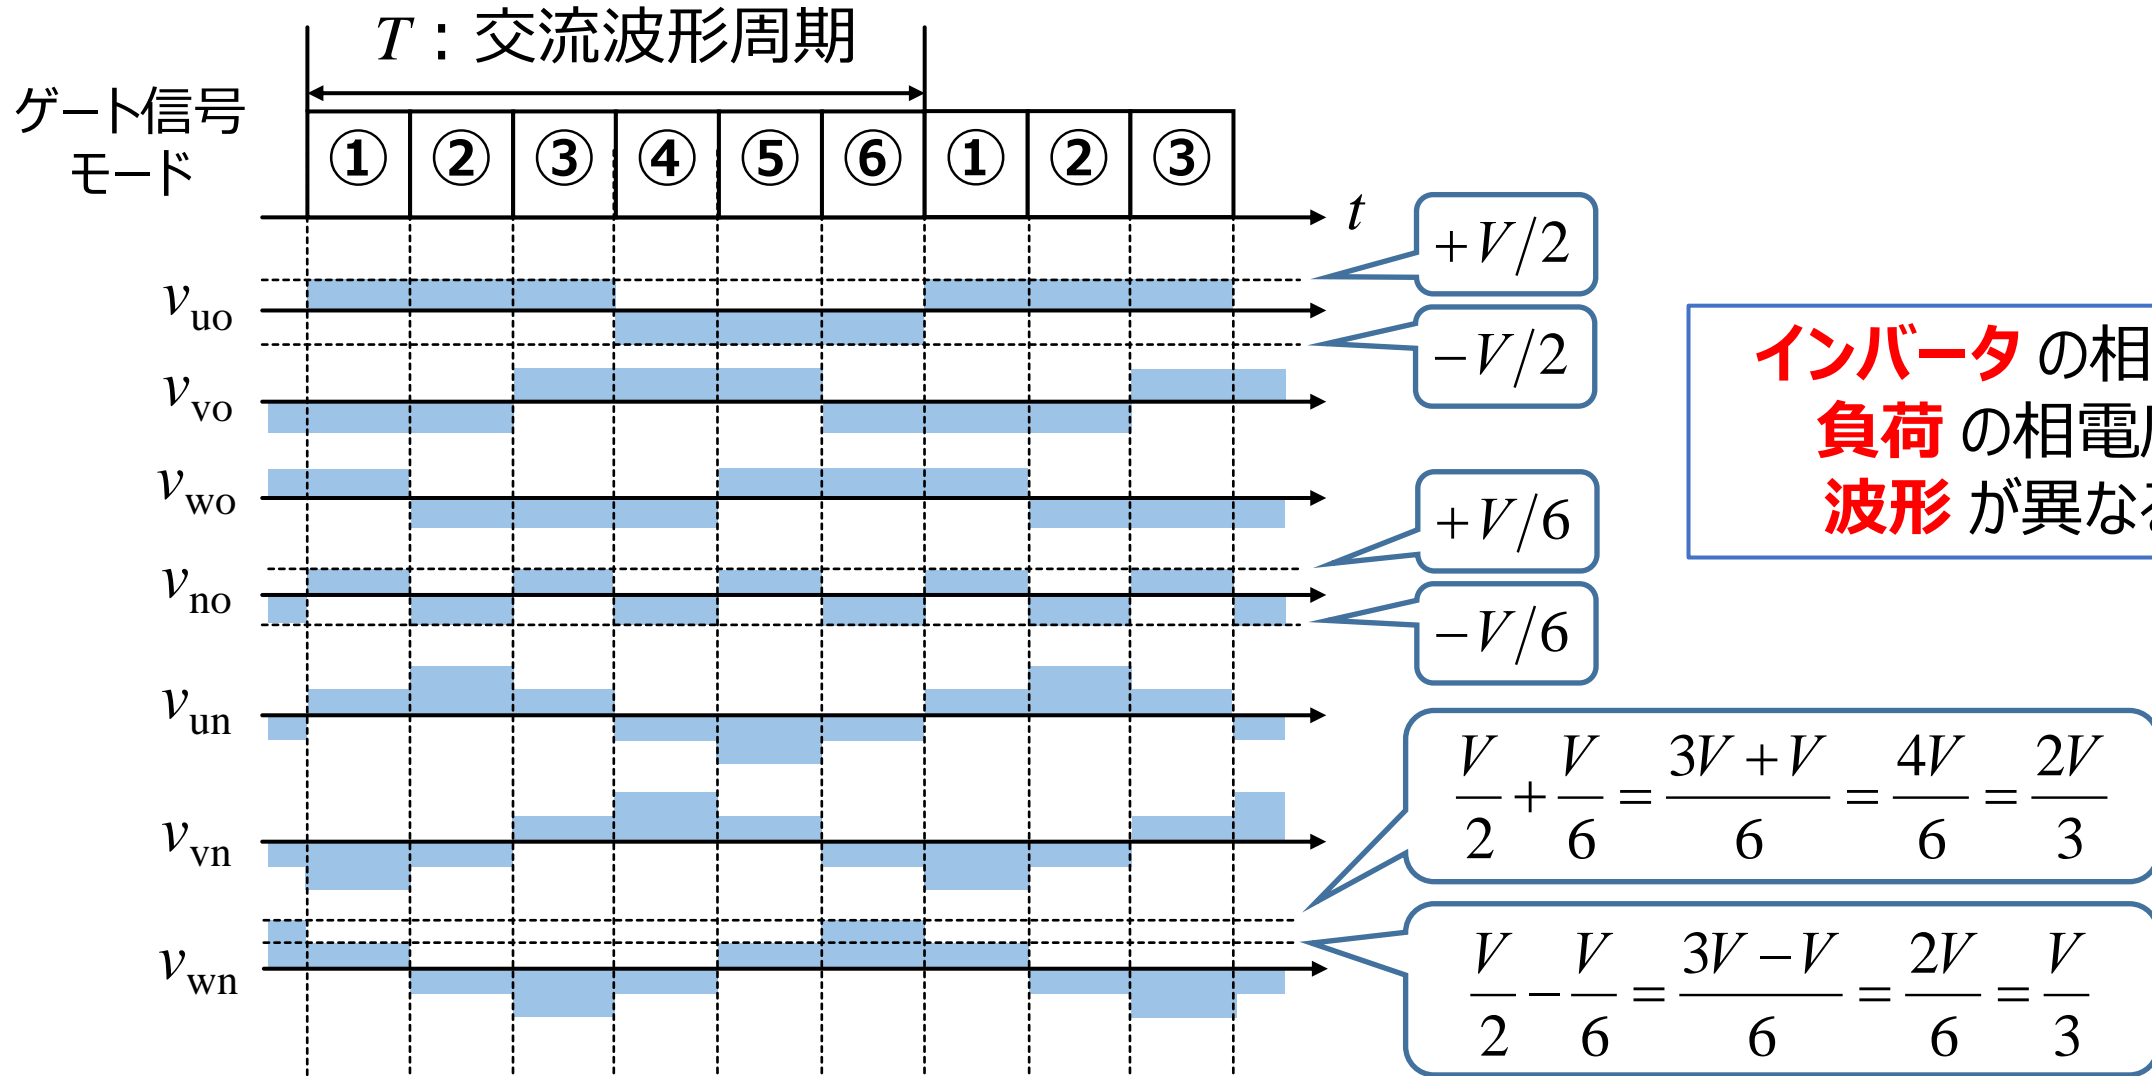 T：交流波形周期
ゲート信号
モード
① ② ③ ④ ⑤ ⑥ ① ② ③
t
+V/2
v_uo
−V/2
v_vo
v_wo
+V/6
v_no
−V/6
v_un
v_vn
v_wn
インバータ の相
負荷 の相電
波形 が異な
V/2 + V/6 = (3V + V)/6 = 4V/6 = 2V/3
V/2 − V/6 = (3V − V)/6 = 2V/6 = V/3